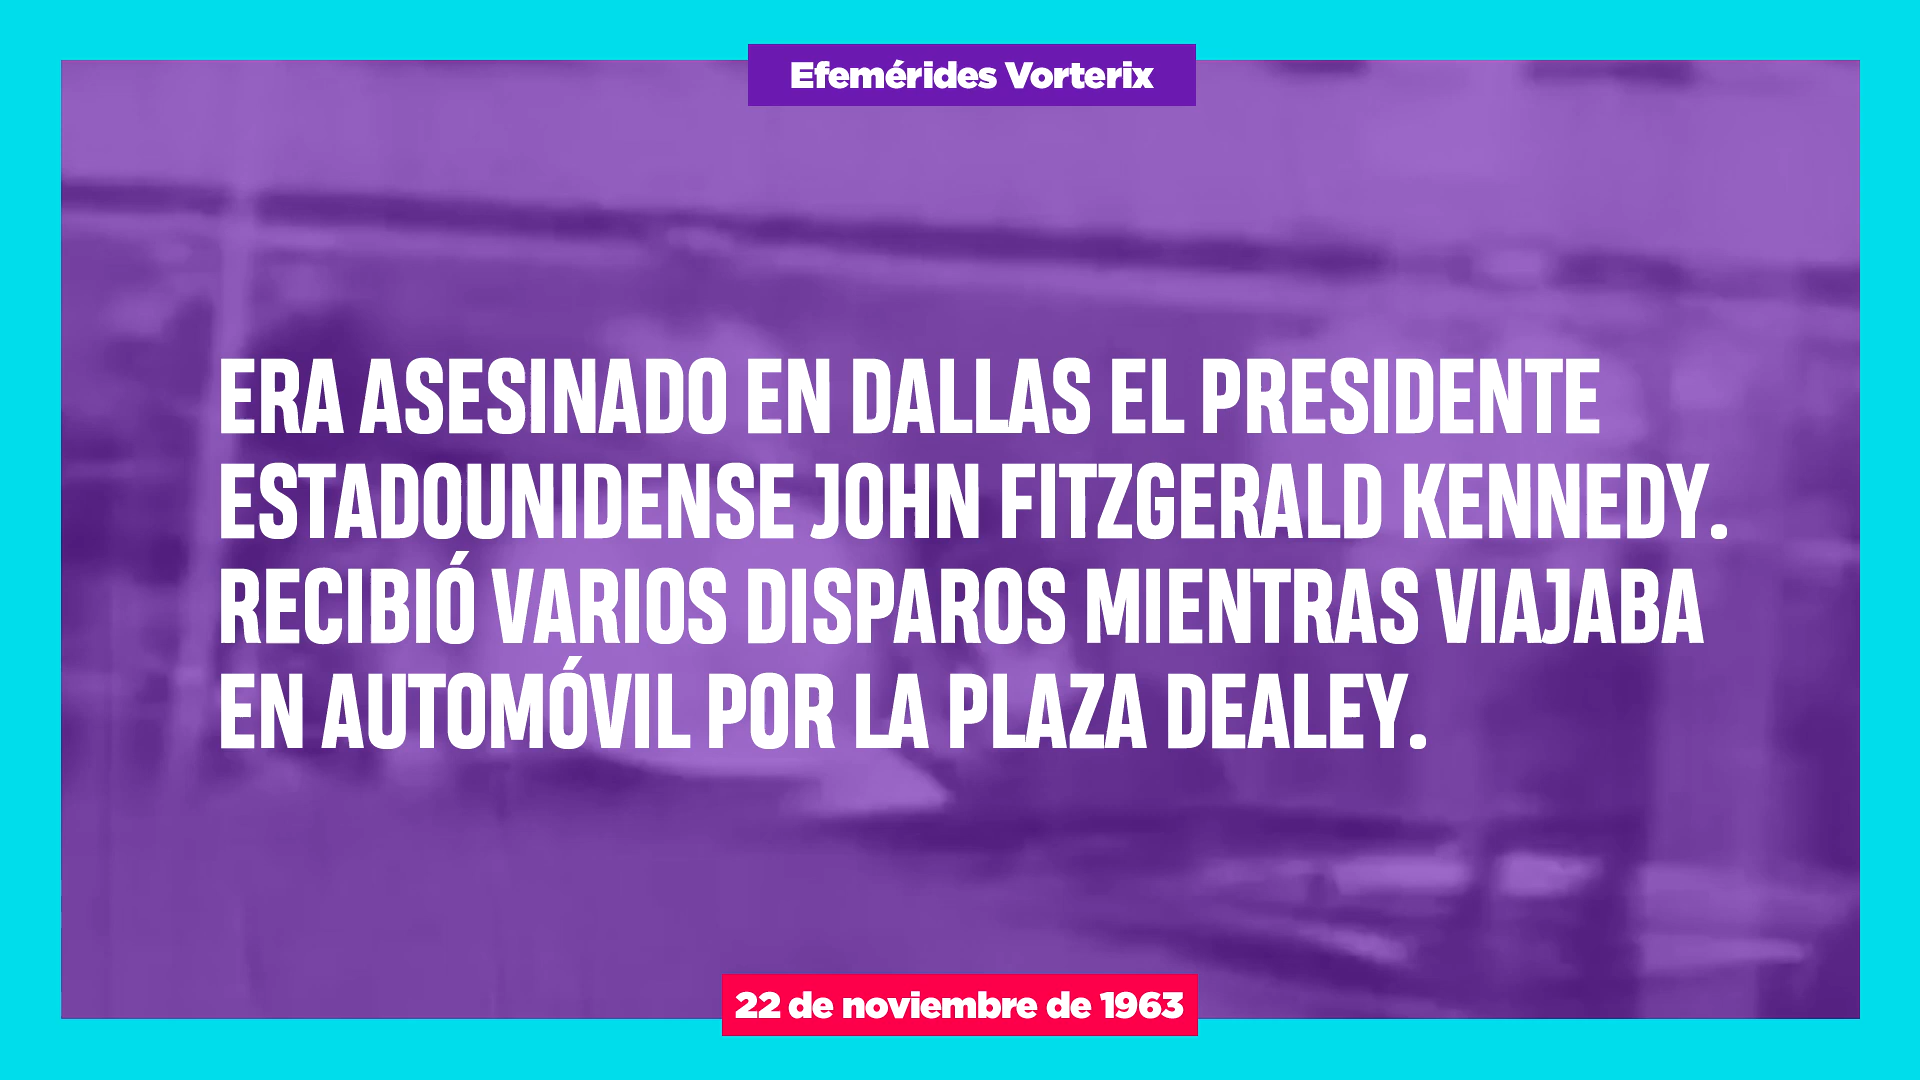 Efemérides Vorterix
ERA ASESINADO EN DALLAS EL PRESIDENTE
ESTADOUNIDENSE JOHN FITZGERALD KENNEDY.
RECIBIÓ VARIOS DISPAROS MIENTRAS VIAJABA
EN AUTOMÓVIL POR LA PLAZA DEALEY.
22 de noviembre de 1963